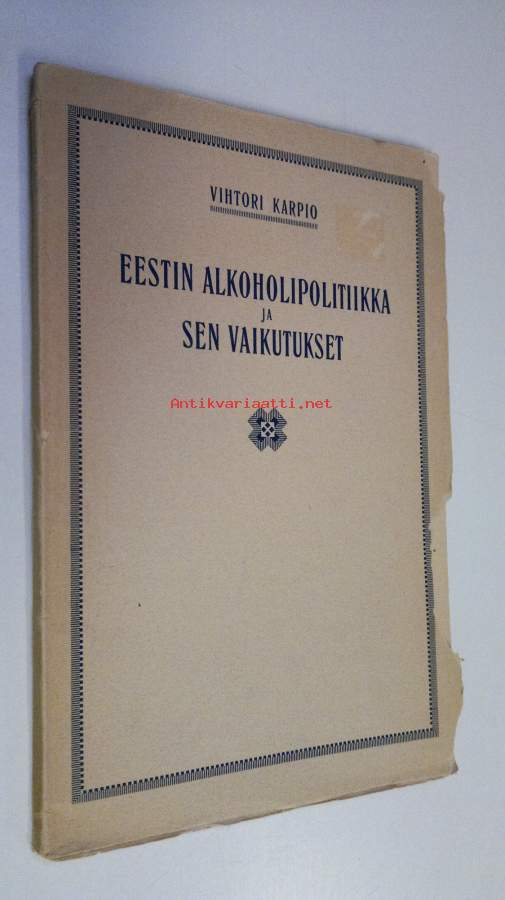 VIHTORI KARPIO
EESTIN ALKOHOLIPOLITIIKKA
JA
SEN VAIKUTUKSET
Antikvariaatti.net